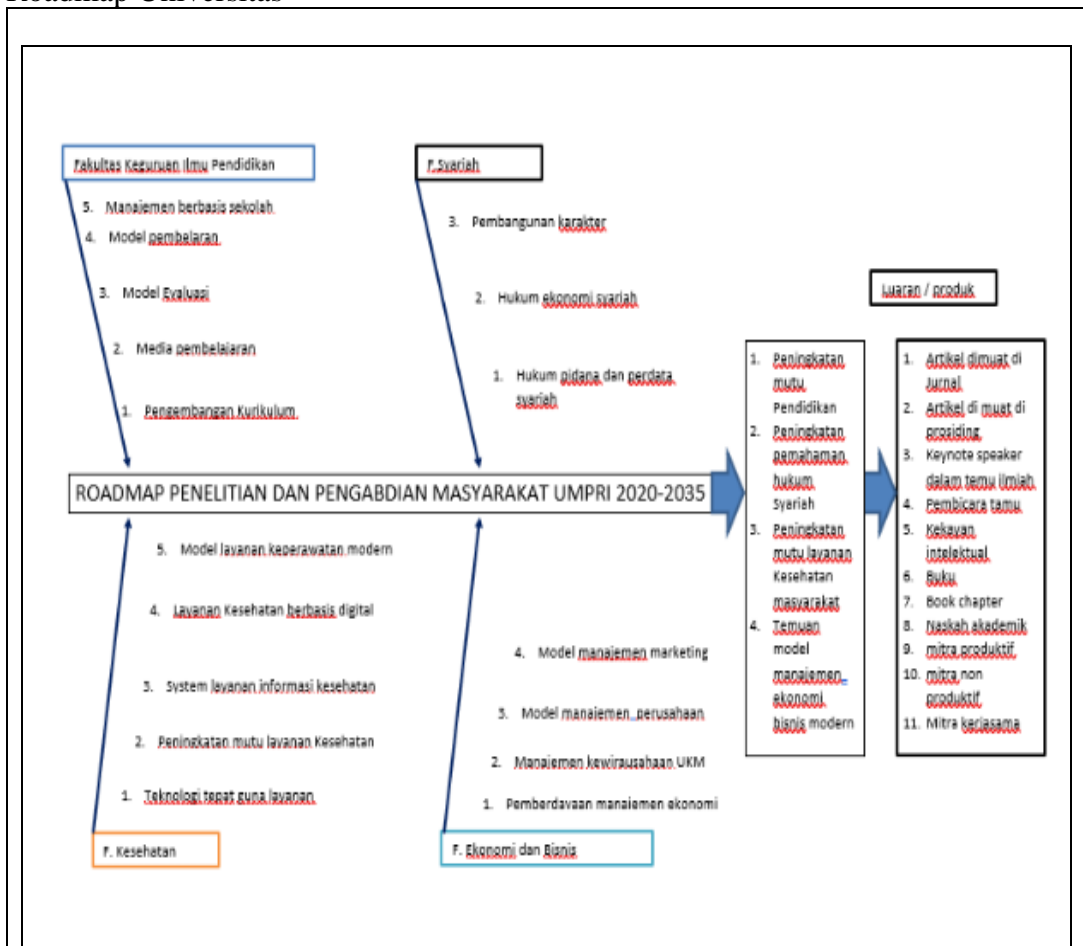 Roadmap Universitas
Fakultas Keguruan Ilmu Pendidikan
5. Manajemen berbasis sekolah
4. Model pembelaran
3. Model Evaluasi
2. Media pembelajaran
1. Pengembangan Kurikulum
F.Syariah
3. Pembangunan karakter
2. Hukum ekonomi syariah
1. Hukum pidana dan perdata
syariah
ROADMAP PENELITIAN DAN PENGABDIAN MASYARAKAT UMPRI 2020-2035
5. Model layanan keperawatan modern
4. Layanan Kesehatan berbasis digital
3. System layanan informasi kesehatan
2. Peningkatan mutu layanan Kesehatan
1. Teknologi tepat guna layanan
F. Kesehatan
4. Model manajemen marketing
3. Model manajemen perusahaan
2. Manajemen kewirausahaan UKM
1. Pemberdayaan manajemen ekonomi
F. Ekonomi dan Bisnis
1. Peningkatan
mutu
Pendidikan
2. Peningkatan
pemahaman
hukum
Syariah
3. Peningkatan
mutu layanan
Kesehatan
masyarakat
4. Temuan
model
manajemen
ekonomi
bisnis modern
Luaran / produk
1. Artikel dimuat di
Jurnal
2. Artikel di muat di
prosiding
3. Keynote speaker
dalam temu ilmiah
4. Pembicara tamu
5. Kekayan
intelektual
6. Buku
7. Book chapter
8. Naskah akademik
9. mitra produktif
10. mitra non
produktif
11. Mitra kerjasama